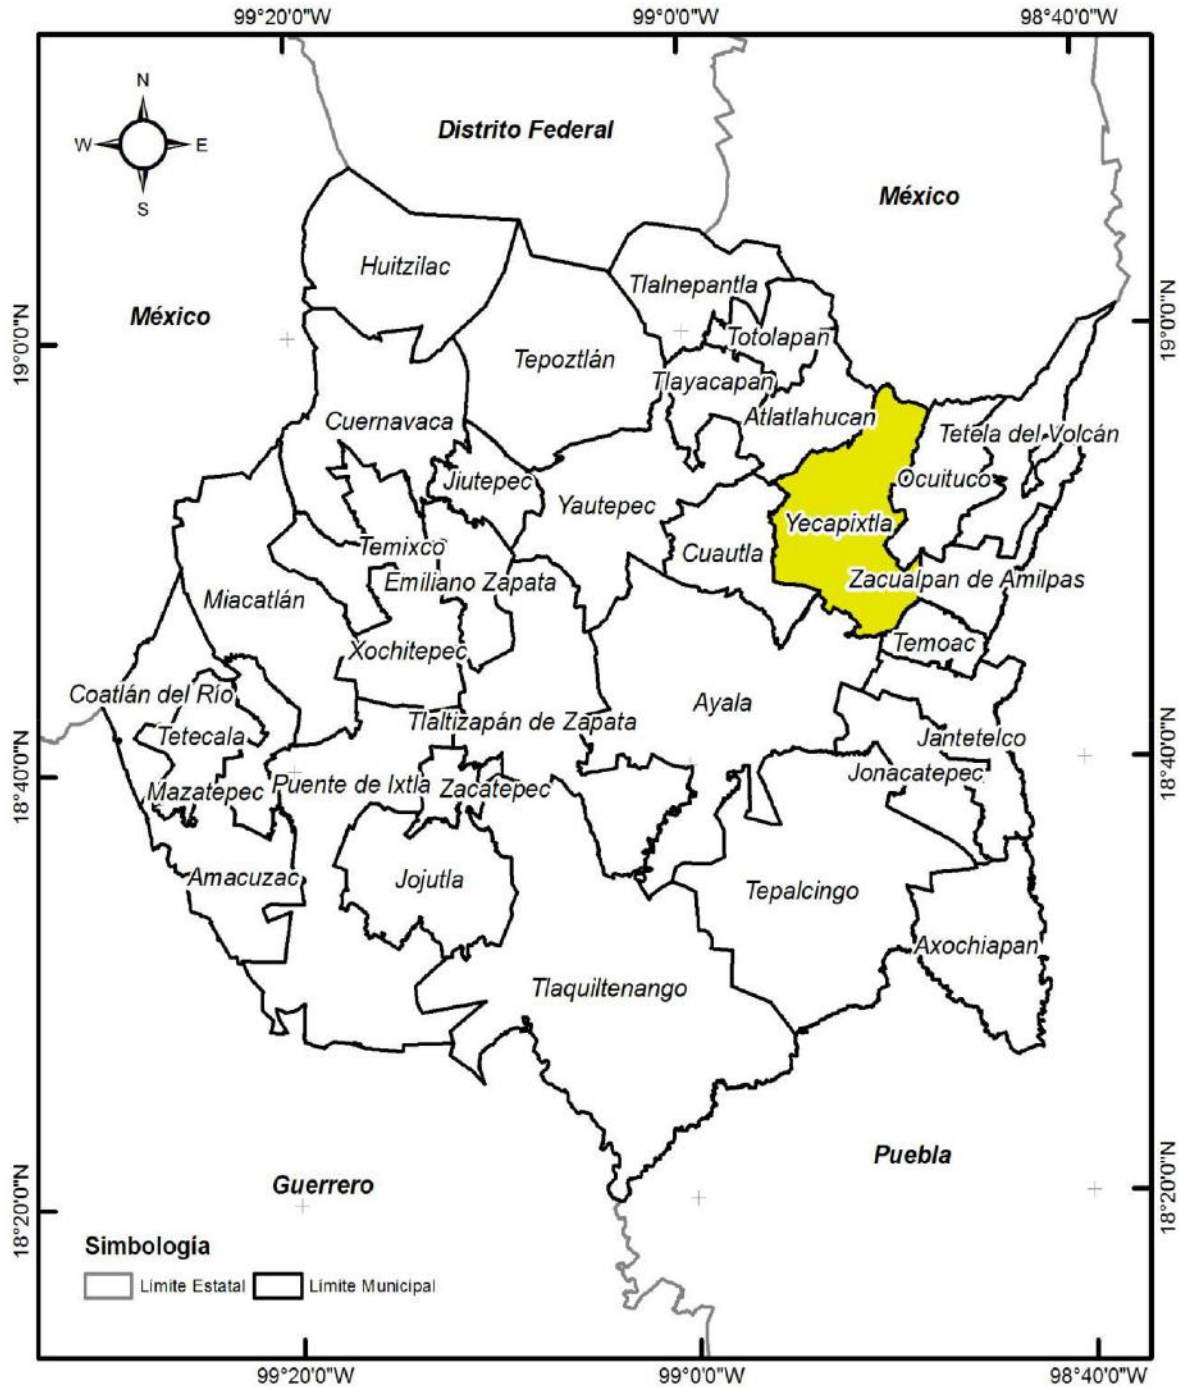 99°20'0"W 99°0'0"W 98°40'0"W
N
W E
S
Distrito Federal
México
Huitzilac
Tlalnepantla
19°0'0"N
México
19°0'0"N
Totolapan
Tepoztlán
Tlayacapan
Cuernavaca
Atlatlahucan
Tetela del Volcán
Jiutepec
Ocuituco
Yautepec
Yecapixtla
Temixco
Cuautla
Emiliano Zapata
Zacualpan de Amilpas
Miacatlán
Xochitepec
Temoac
Coatlán del Río
Ayala
Tetecala
Tlaltizapán de Zapata
Jantetelco
18°40'0"N
Mazatepec
Puente de Ixtla
Zacatepec
Jonacatepec
18°40'0"N
Amacuzac
Jojutla
Tepalcingo
Axochiapan
Tlaquiltenango
Puebla
Guerrero
18°20'0"N
18°20'0"N
Simbología
Límite Estatal Límite Municipal
99°20'0"W 99°0'0"W 98°40'0"W